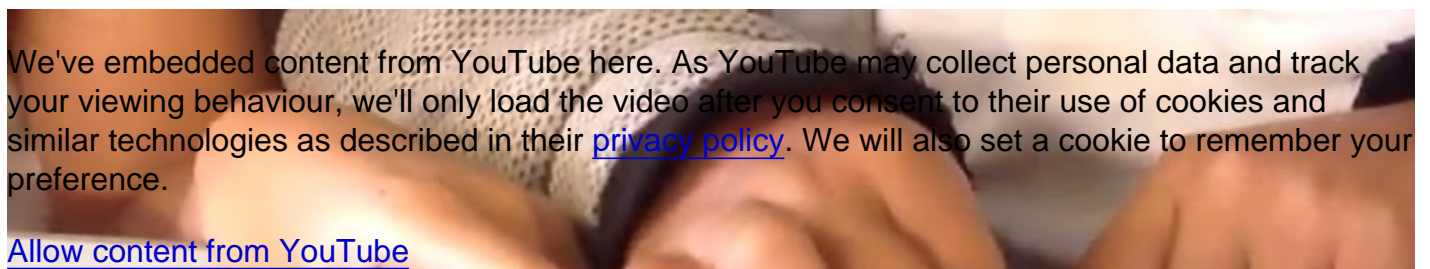 We've embedded content from YouTube here. As YouTube may collect personal data and track
your viewing behaviour, we'll only load the video after you consent to their use of cookies and
similar technologies as described in their privacy policy. We will also set a cookie to remember your
preference.
Allow content from YouTube